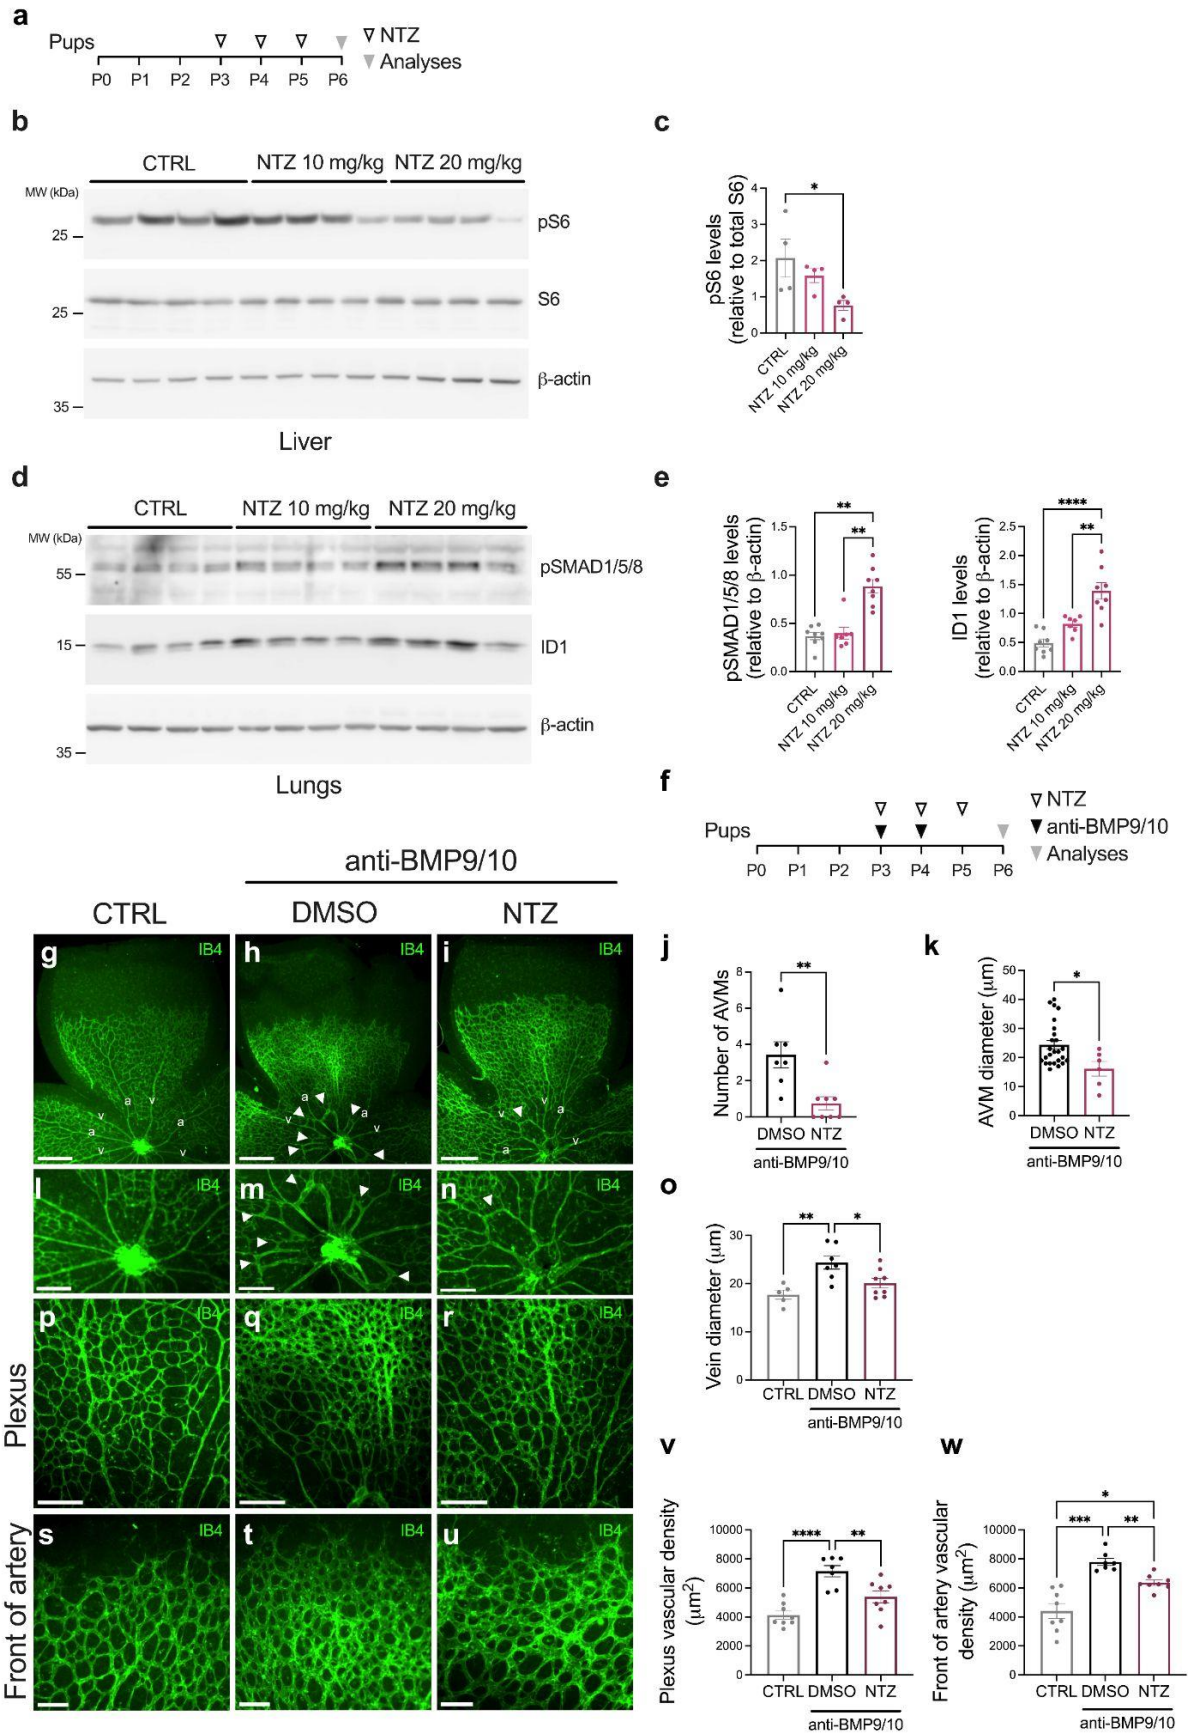 a
Pups
NTZ
Analyses
P0 P1 P2 P3 P4 P5 P6
b
CTRL NTZ 10 mg/kg NTZ 20 mg/kg
MW (kDa)
pS6
25
S6
25
β-actin
35
Liver
c
pS6 levels
(relative to total S6)
4
3
2
1
0
*
CTRL
NTZ 10 mg/kg
NTZ 20 mg/kg
d
CTRL NTZ 10 mg/kg NTZ 20 mg/kg
MW (kDa)
55
pSMAD1/5/8
15
ID1
β-actin
35
Lungs
e
pSMAD1/5/8 levels
(relative to β-actin)
1.5
1.0
0.5
0.0
**
**
CTRL
NTZ 10 mg/kg
NTZ 20 mg/kg
ID1 levels
(relative to β-actin)
2.5
2.0
1.5
1.0
0.5
0.0
****
**
CTRL
NTZ 10 mg/kg
NTZ 20 mg/kg
f
Pups
NTZ
anti-BMP9/10
Analyses
P0 P1 P2 P3 P4 P5 P6
anti-BMP9/10
CTRL DMSO NTZ
g IB4
a v
v a
a
v v
h IB4
a
v a
v
i IB4
v a
v
a
j
Number of AVMs
8
6
4
2
0
**
DMSO NTZ
anti-BMP9/10
k
AVM diameter (μm)
50
40
30
20
10
0
*
DMSO NTZ
anti-BMP9/10
l IB4
m IB4
n IB4
o
Vein diameter (μm)
30
20
10
0
** *
CTRL DMSO NTZ
anti-BMP9/10
Plexus
p IB4
q IB4
r IB4
Front of artery
s IB4
t IB4
u IB4
v
Plexus vascular density
(μm²)
10000
8000
6000
4000
2000
0
**** **
CTRL DMSO NTZ
anti-BMP9/10
w
Front of artery vascular
density (μm²)
10000
8000
6000
4000
2000
0
*
*** **
CTRL DMSO NTZ
anti-BMP9/10